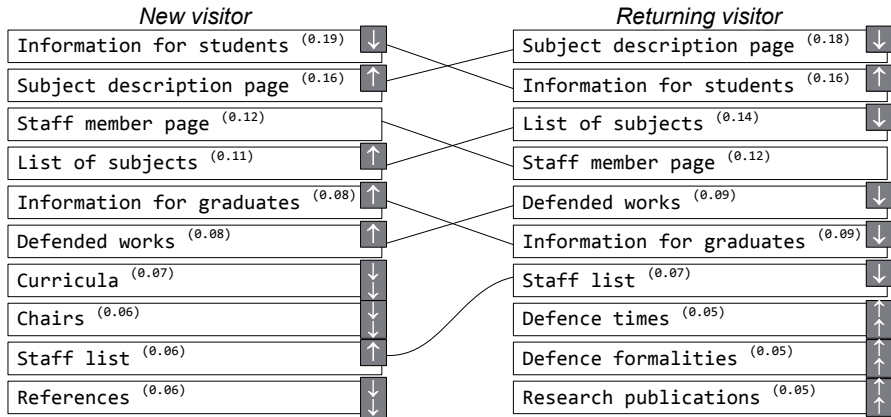 New visitor
Information for students (0.19) ↓
Subject description page (0.16) ↑
Staff member page (0.12)
List of subjects (0.11) ↑
Information for graduates (0.08) ↑
Defended works (0.08) ↑
Curricula (0.07) ↓↓
Chairs (0.06) ↓↓
Staff list (0.06) ↑
References (0.06) ↓↓
Returning visitor
Subject description page (0.18) ↓
Information for students (0.16) ↑
List of subjects (0.14) ↓
Staff member page (0.12)
Defended works (0.09) ↓
Information for graduates (0.09) ↓
Staff list (0.07) ↓
Defence times (0.05) ↑↑
Defence formalities (0.05) ↑↑
Research publications (0.05) ↑↑